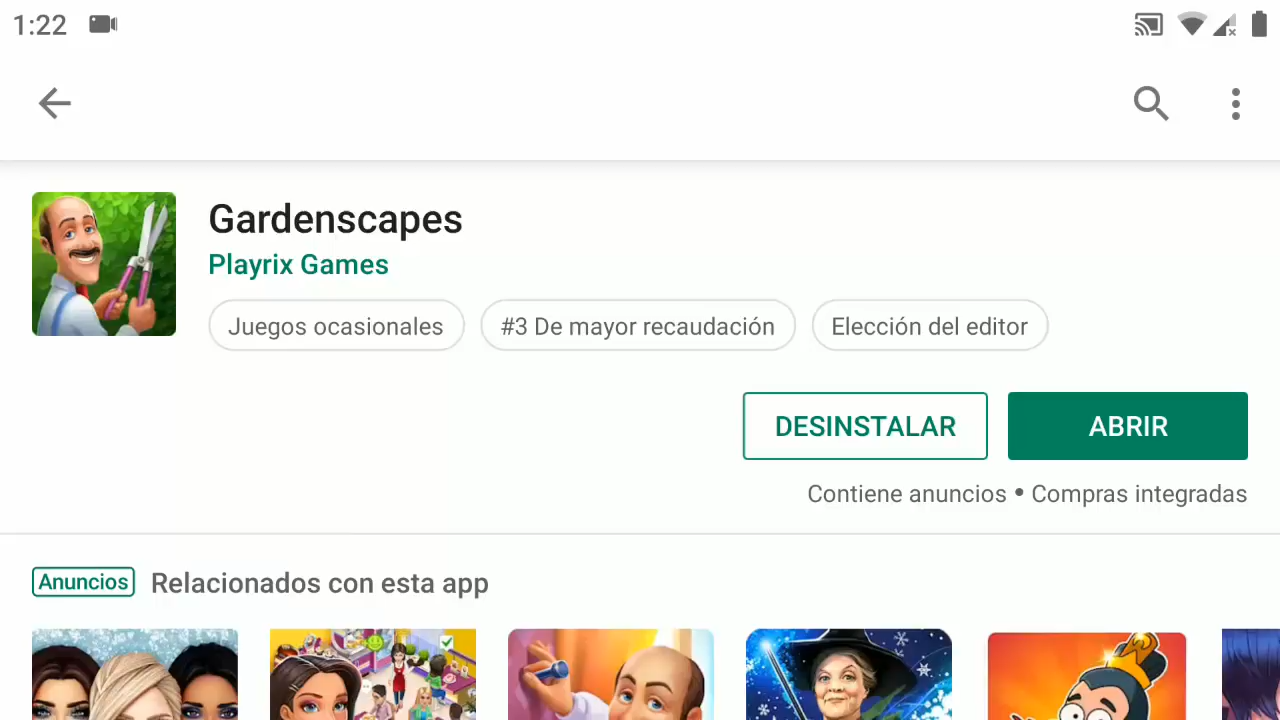 1:22
Gardenscapes
Playrix Games
Juegos ocasionales
#3 De mayor recaudación
Elección del editor
DESINSTALAR
ABRIR
Contiene anuncios • Compras integradas
Anuncios Relacionados con esta app